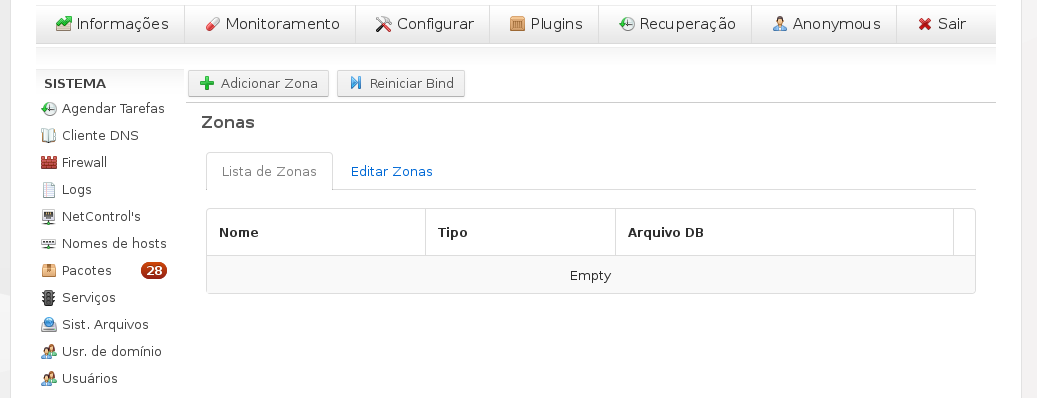 Informações Monitoramento Configurar Plugins Recuperação Anonymous Sair
SISTEMA
Agendar Tarefas
Cliente DNS
Firewall
Logs
NetControl's
Nomes de hosts
Pacotes 28
Serviços
Sist. Arquivos
Usr. de domínio
Usuários
Adicionar Zona Reiniciar Bind
Zonas
Lista de Zonas Editar Zonas
Nome Tipo Arquivo DB
Empty